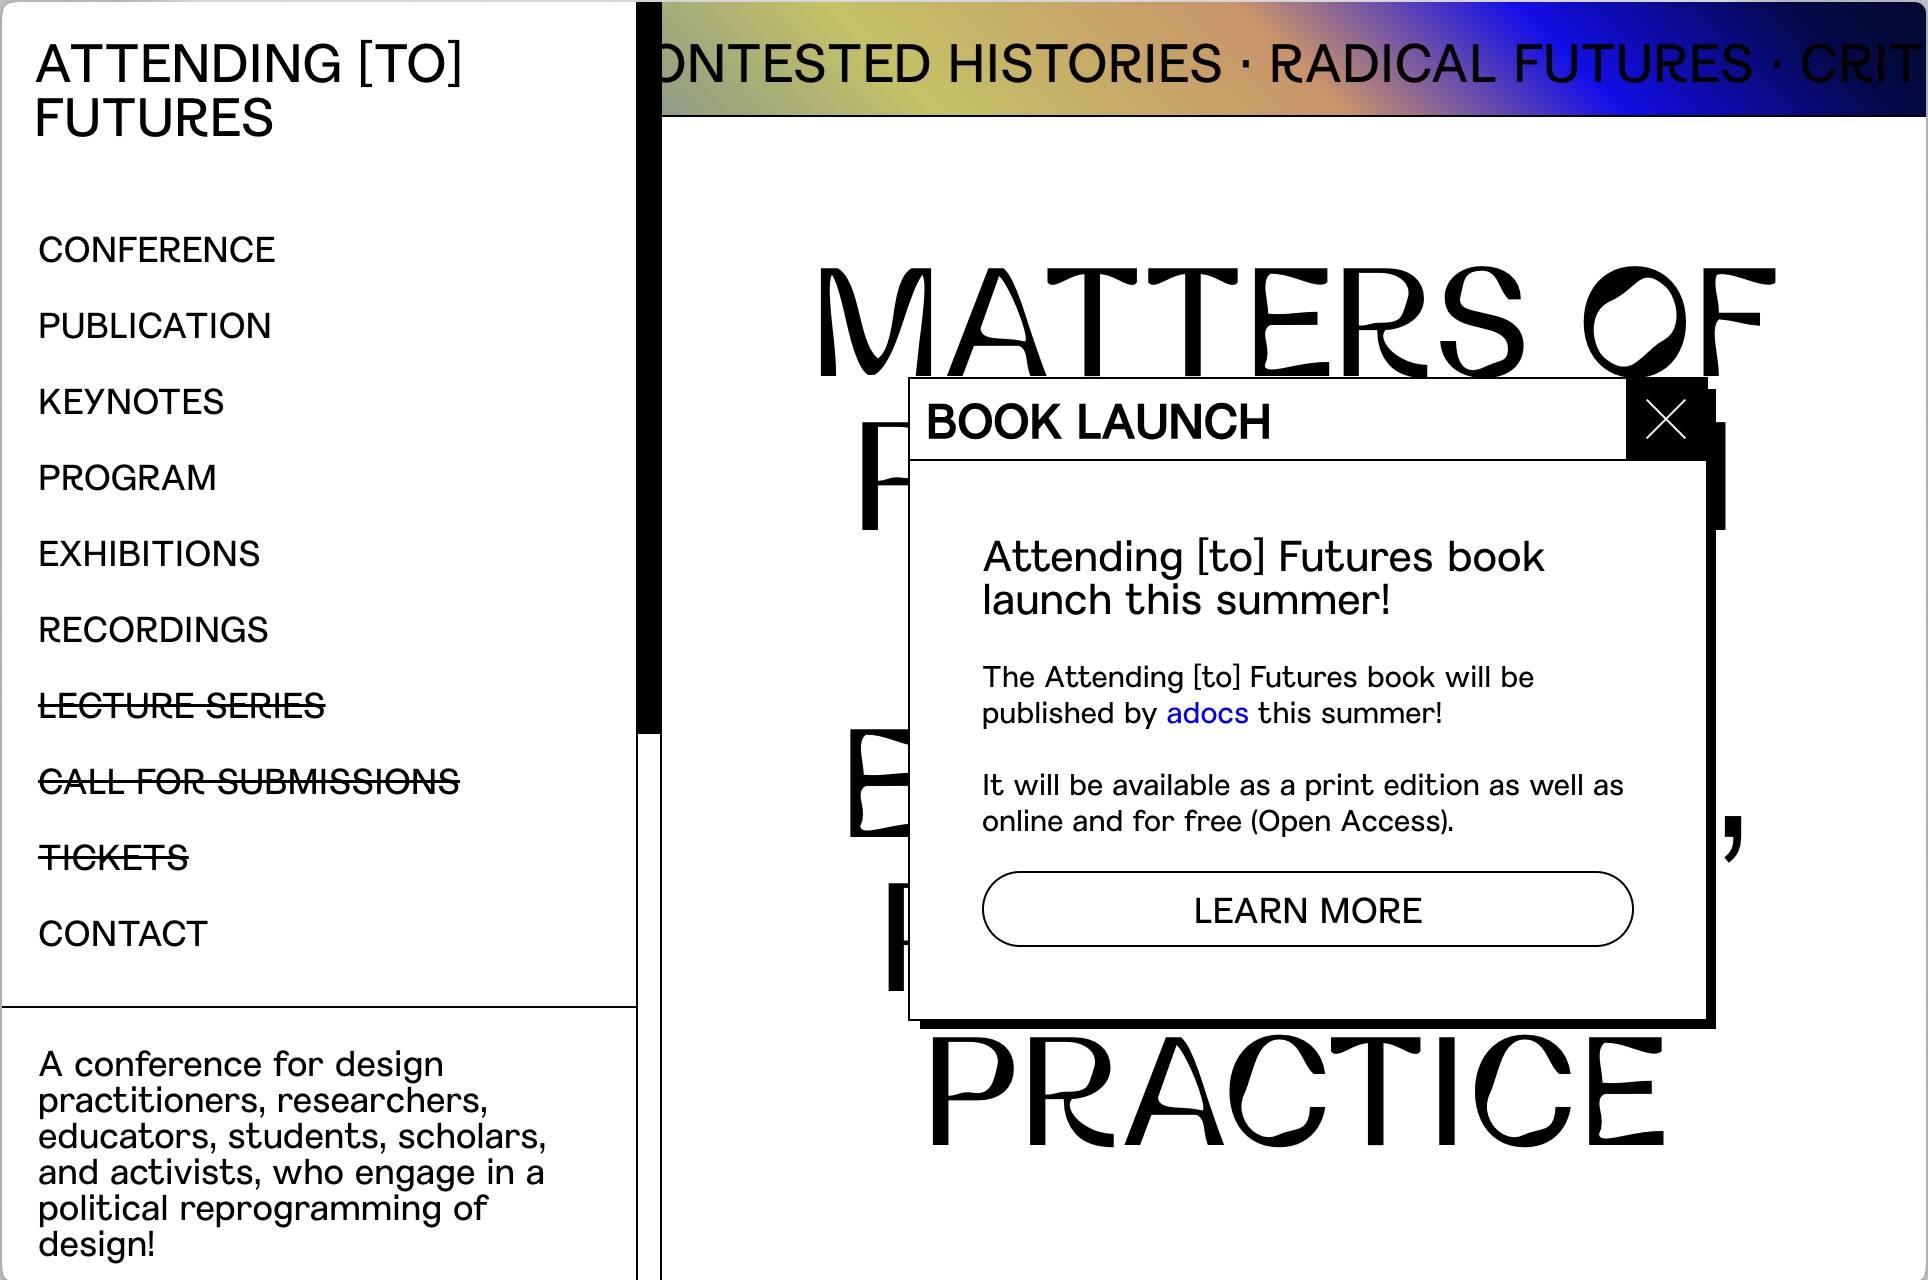 ATTENDING [TO]
FUTURES
CONFERENCE
PUBLICATION
KEYNOTES
PROGRAM
EXHIBITIONS
RECORDINGS
LECTURE SERIES
CALL FOR SUBMISSIONS
TICKETS
CONTACT
A conference for design
practitioners, researchers,
educators, students, scholars,
and activists, who engage in a
political reprogramming of
design!
ONTESTED HISTORIES · RADICAL FUTURES · CRIT
MATTERS OF
BOOK LAUNCH
Attending [to] Futures book
launch this summer!
The Attending [to] Futures book will be
published by adocs this summer!
It will be available as a print edition as well as
online and for free (Open Access).
LEARN MORE
PRACTICE